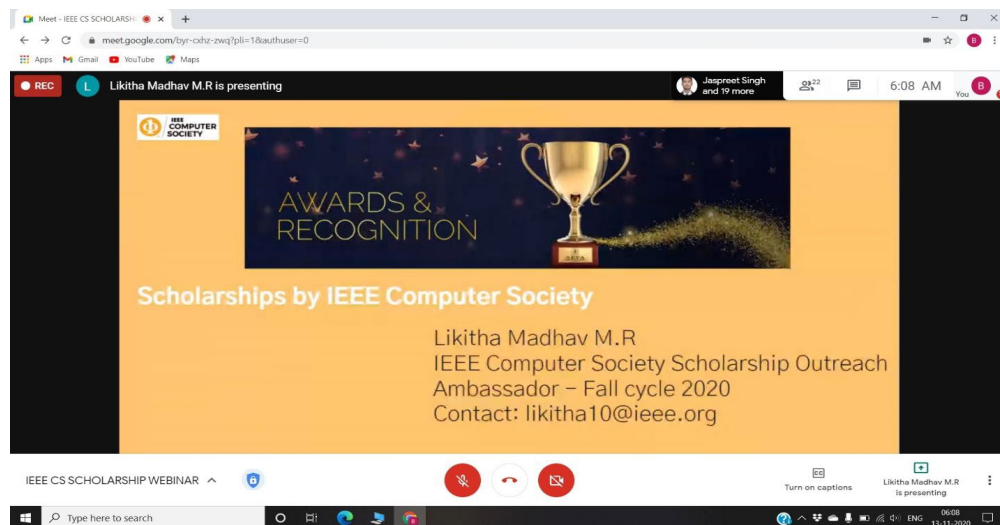 Meet - IEEE CS SCHOLARSH
meet.google.com/byr-cxhz-zwq?pli=1&authuser=0
Apps Gmail YouTube Maps
REC L Likitha Madhav M.R is presenting
Jaspreet Singh
and 19 more
22
6:08 AM
You B
IEEE
COMPUTER
SOCIETY
AWARDS &
RECOGNITION
Scholarships by IEEE Computer Society
Likitha Madhav M.R
IEEE Computer Society Scholarship Outreach
Ambassador – Fall cycle 2020
Contact: likitha10@ieee.org
IEEE CS SCHOLARSHIP WEBINAR
Turn on captions
Likitha Madhav M.R
is presenting
Type here to search
ENG
06:08
13-11-2020